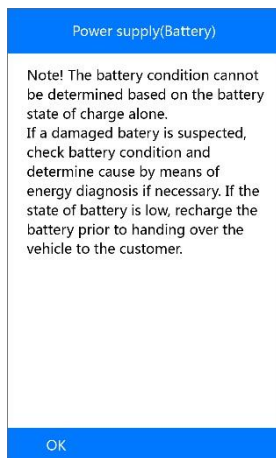 Power supply(Battery)
Note! The battery condition cannot
be determined based on the battery
state of charge alone.
If a damaged batery is suspected,
check battery condition and
determine cause by means of
energy diagnosis if necessary. If the
state of battery is low, recharge the
battery prior to handing over the
vehicle to the customer.
OK